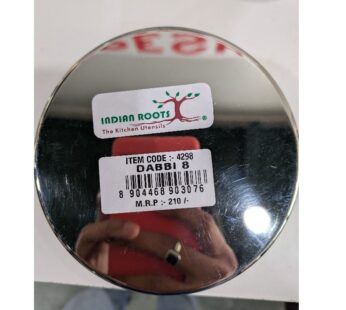 INDIAN ROOTS ®
The Kitchen Utensils
ITEM CODE :- 4298
DABBI 8
8 904468 903076
M.R.P :- 210 /-